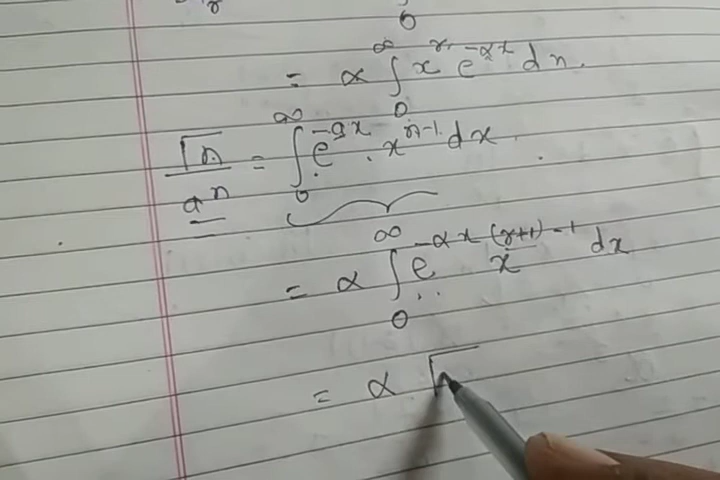 = α ∫₀^∞ x^r e^{-αx} dx.
Γn / a^n = ∫₀^∞ e^{-ax} . x^{n-1} dx
= α ∫₀^∞ e^{-αx} x^{(r+1)-1} dx
= α Γ